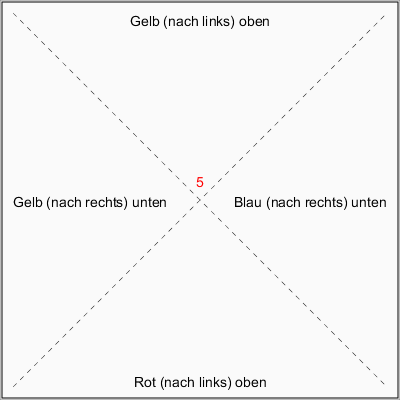 Gelb (nach links) oben
5
Gelb (nach rechts) unten
Blau (nach rechts) unten
Rot (nach links) oben